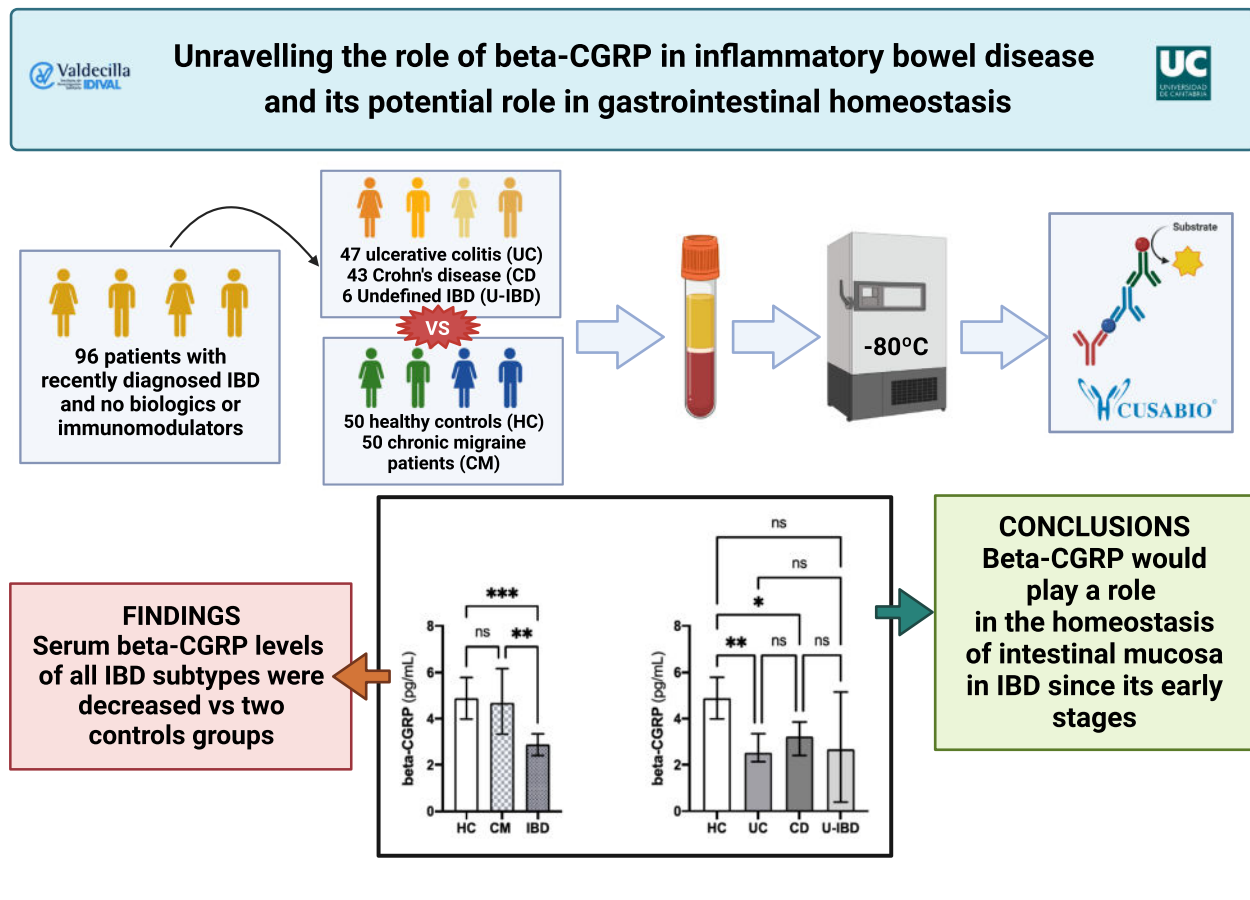 Unravelling the role of beta-CGRP in inflammatory bowel disease
and its potential role in gastrointestinal homeostasis
Valdecilla
IDIVAL
UC
UNIVERSIDAD
DE CANTABRIA
96 patients with
recently diagnosed IBD
and no biologics or
immunomodulators
47 ulcerative colitis (UC)
43 Crohn's disease (CD
6 Undefined IBD (U-IBD)
VS
50 healthy controls (HC)
50 chronic migraine
patients (CM)
-80ºC
Substrate
CUSABIO®
FINDINGS
Serum beta-CGRP levels
of all IBD subtypes were
decreased vs two
controls groups
***
ns
**
8
6
4
2
0
beta-CGRP (pg/mL)
HC CM IBD
ns
ns
*
**
ns
ns
8
6
4
2
0
beta-CGRP (pg/mL)
HC UC CD U-IBD
CONCLUSIONS
Beta-CGRP would
play a role
in the homeostasis
of intestinal mucosa
in IBD since its early
stages